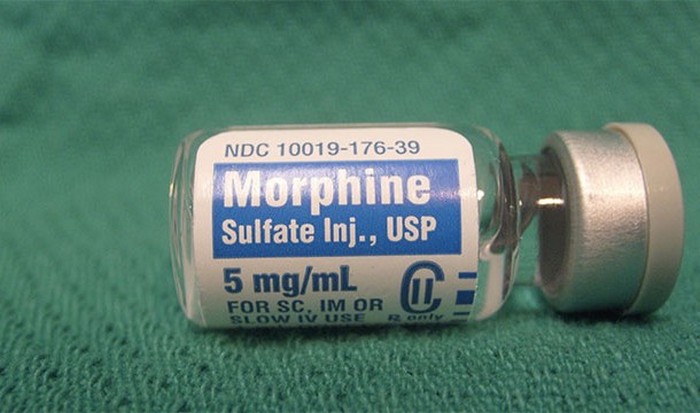 NDC 10019-176-39
Morphine
Sulfate Inj., USP
5 mg/mL
CII
FOR SC, IM OR
SLOW IV USE
℞ only